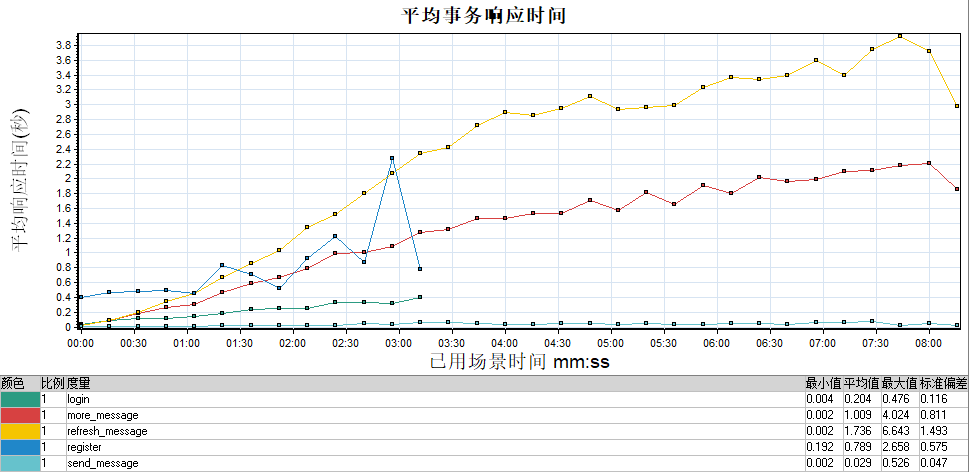 平均事务响应时间
平均响应时间(秒)
3.8
3.6
3.4
3.2
3
2.8
2.6
2.4
2.2
2
1.8
1.6
1.4
1.2
1
0.8
0.6
0.4
0.2
0
00:00 00:30 01:00 01:30 02:00 02:30 03:00 03:30 04:00 04:30 05:00 05:30 06:00 06:30 07:00 07:30 08:00
已用场景时间 mm:ss
颜色 比例 度量 最小值 平均值 最大值 标准偏差
1 login 0.004 0.204 0.476 0.116
1 more_message 0.002 1.009 4.024 0.811
1 refresh_message 0.002 1.736 6.643 1.493
1 register 0.192 0.789 2.658 0.575
1 send_message 0.002 0.029 0.526 0.047